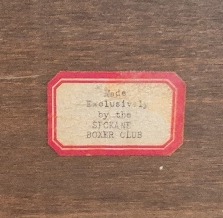 Made
Exclusively
by the
SPOKANE
BOXER CLUB